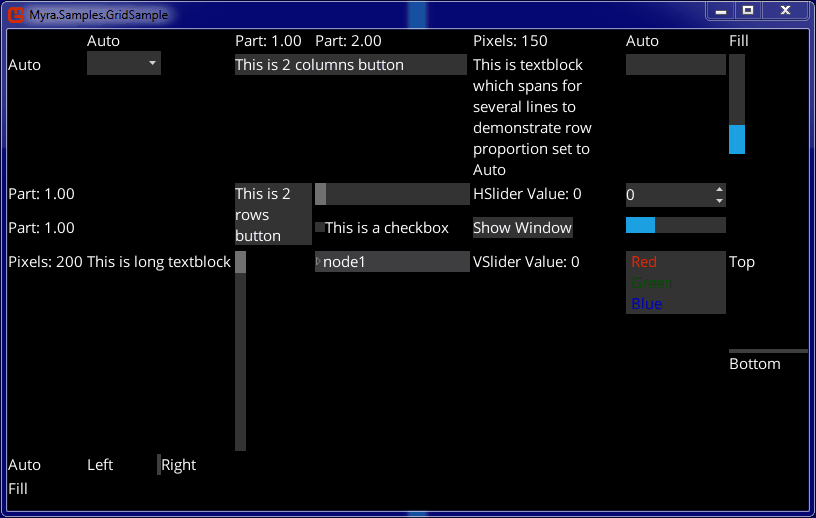 Myra.Samples.GridSample
Auto Part: 1.00 Part: 2.00 Pixels: 150 Auto Fill
Auto This is 2 columns button This is textblock
which spans for
several lines to
demonstrate row
proportion set to
Auto
Part: 1.00 This is 2 HSlider Value: 0 0
rows
Part: 1.00 This is a checkbox Show Window
button
Pixels: 200 This is long textblock node1 VSlider Value: 0 Red Top
Green
Blue
Bottom
Auto Left Right
Fill